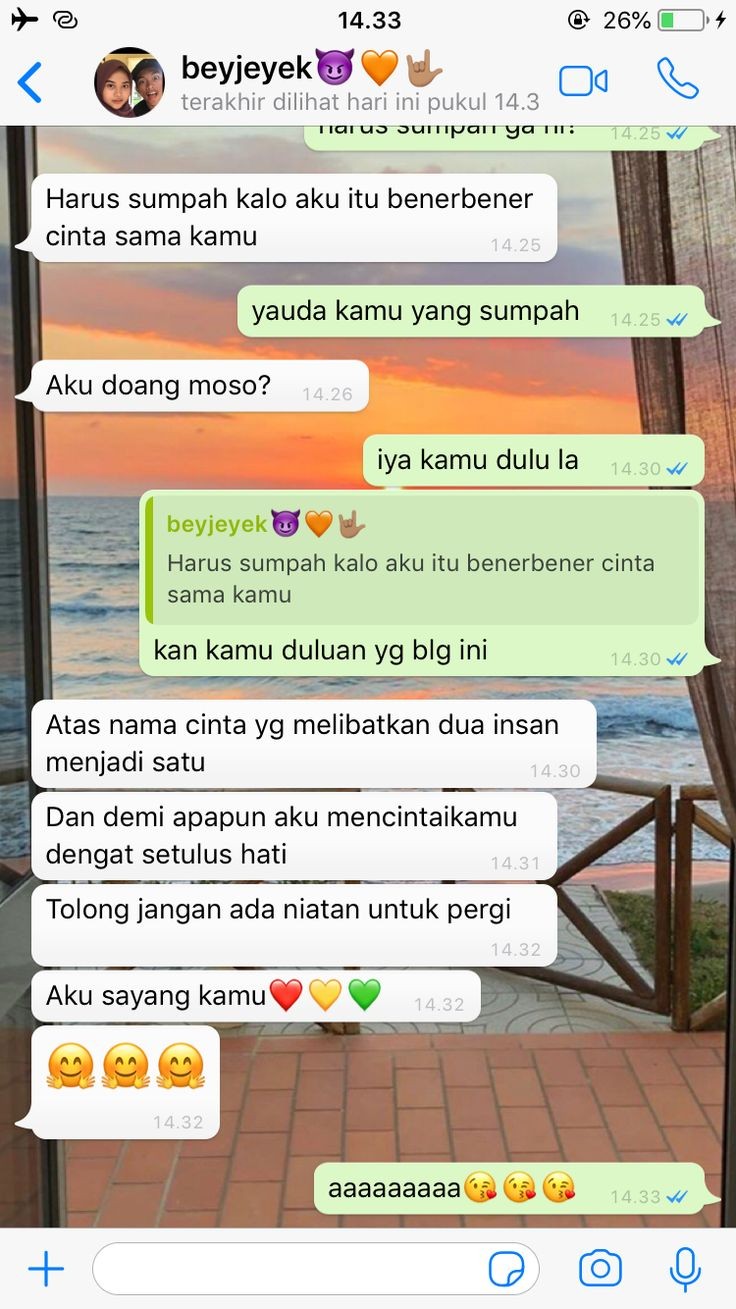 14.33
26%
beyjeyek😈🧡🤟🏽
terakhir dilihat hari ini pukul 14.3
harus sumpah ga ni? 14.25
Harus sumpah kalo aku itu benerbener
cinta sama kamu
14.25
yauda kamu yang sumpah 14.25
Aku doang moso? 14.26
iya kamu dulu la 14.30
beyjeyek😈🧡🤟🏽
Harus sumpah kalo aku itu benerbener cinta
sama kamu
kan kamu duluan yg blg ini 14.30
Atas nama cinta yg melibatkan dua insan
menjadi satu
14.30
Dan demi apapun aku mencintaikamu
dengat setulus hati
14.31
Tolong jangan ada niatan untuk pergi
14.32
Aku sayang kamu❤️💛💚 14.32
🤗🤗🤗
14.32
aaaaaaaaa😘😘😘 14.33